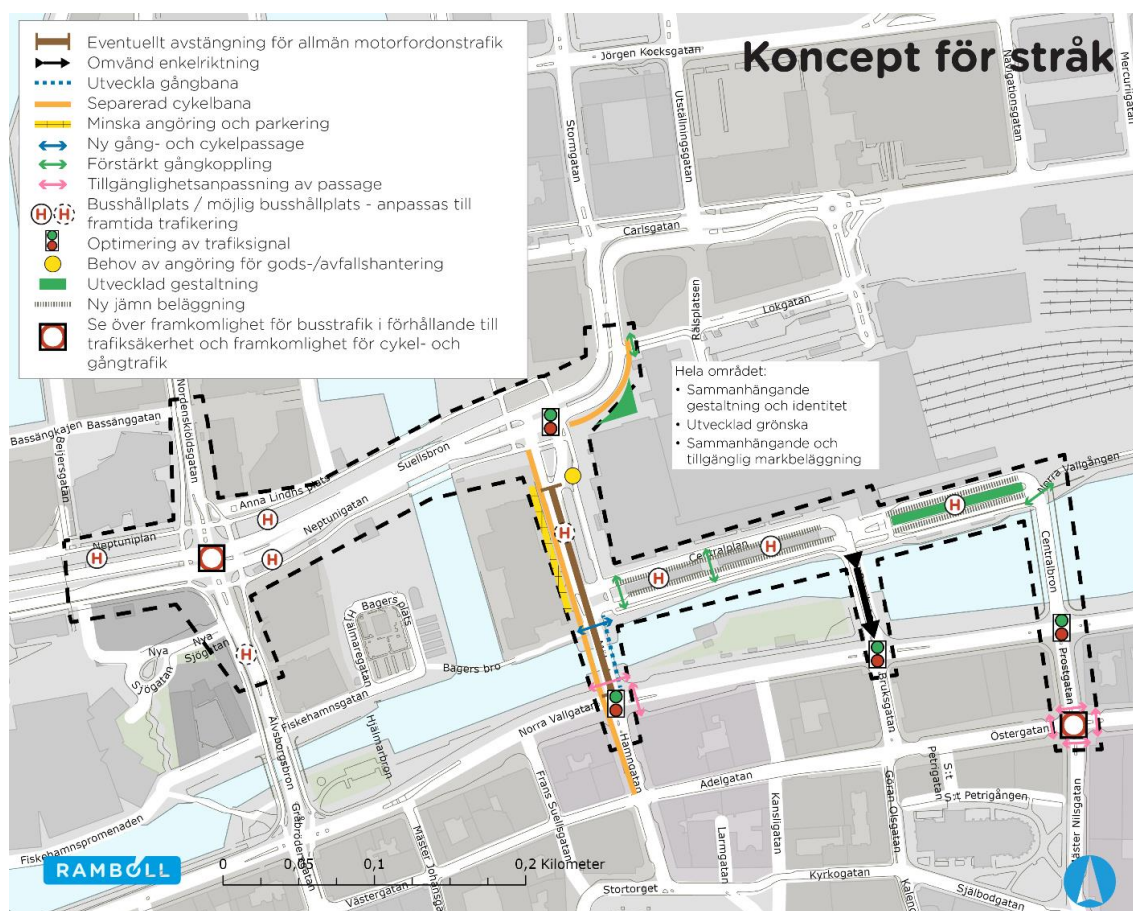 Koncept för stråk
Eventuellt avstängning för allmän motorfordonstrafik
Omvänd enkelriktning
Utveckla gångbana
Separerad cykelbana
Minska angöring och parkering
Ny gång- och cykelpassage
Förstärkt gångkoppling
Tillgänglighetsanpassning av passage
H H
Busshållplats / möjlig busshållplats - anpassas till
framtida trafikering
Optimering av trafiksignal
Behov av angöring för gods-/avfallshantering
Utvecklad gestaltning
Ny jämn beläggning
Se över framkomlighet för busstrafik i förhållande till
trafiksäkerhet och framkomlighet för cykel- och
gångtrafik
Jörgen Kocksgatan
Navigationsgatan
Mercurigatan
Stormgatan
Utställningsgatan
Carlsgatan
Rälsplatsen
Lokgatan
Hela området:
• Sammanhängande
gestaltning och identitet
• Utvecklad grönska
• Sammanhängande och
tillgänglig markbeläggning
Bassängkajen
Bassänggatan
Beijersgatan
Nordenskiöldsgatan
Suellsbron
Anna Lindhs plats
Neptunigatan
Neptuniplan
H
H
H
H
H
H
H
H
Norra Vallgången
Centralplan
Centralbron
Nya
Sjögatan
Nya
Sjögatan
Bagers plats
Hjälmaregatan
Bagers bro
Fiskehamnsgatan
Hjälmarbron
Älvsborgsbron
Norra Vallgatan
Hamngatan
Bruksgatan
Prostgatan
Östergatan
Adelgatan
Frans Suellsgatan
Kansligatan
Göran Olsgatan
S:t
Petrigatan
S:t Petrigången
Mäster Nilsgatan
Fiskehamnspromenaden
Gråbrödersgatan
Mäster Johansgatan
Västergatan
Larmgatan
Stortorget
Kyrkogatan
Själbodgatan
RAMBOLL
0 0,05 0,1 0,2 Kilometer